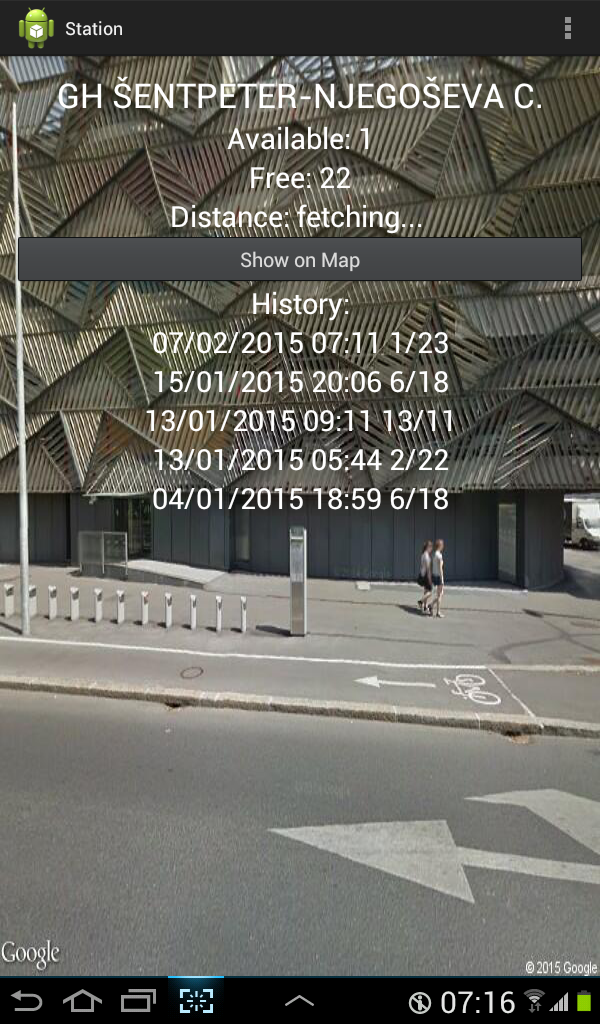 Station
GH ŠENTPETER-NJEGOŠEVA C.
Available: 1
Free: 22
Distance: fetching...
Show on Map
History:
07/02/2015 07:11 1/23
15/01/2015 20:06 6/18
13/01/2015 09:11 13/11
13/01/2015 05:44 2/22
04/01/2015 18:59 6/18
Google
© 2015 Google
07:16